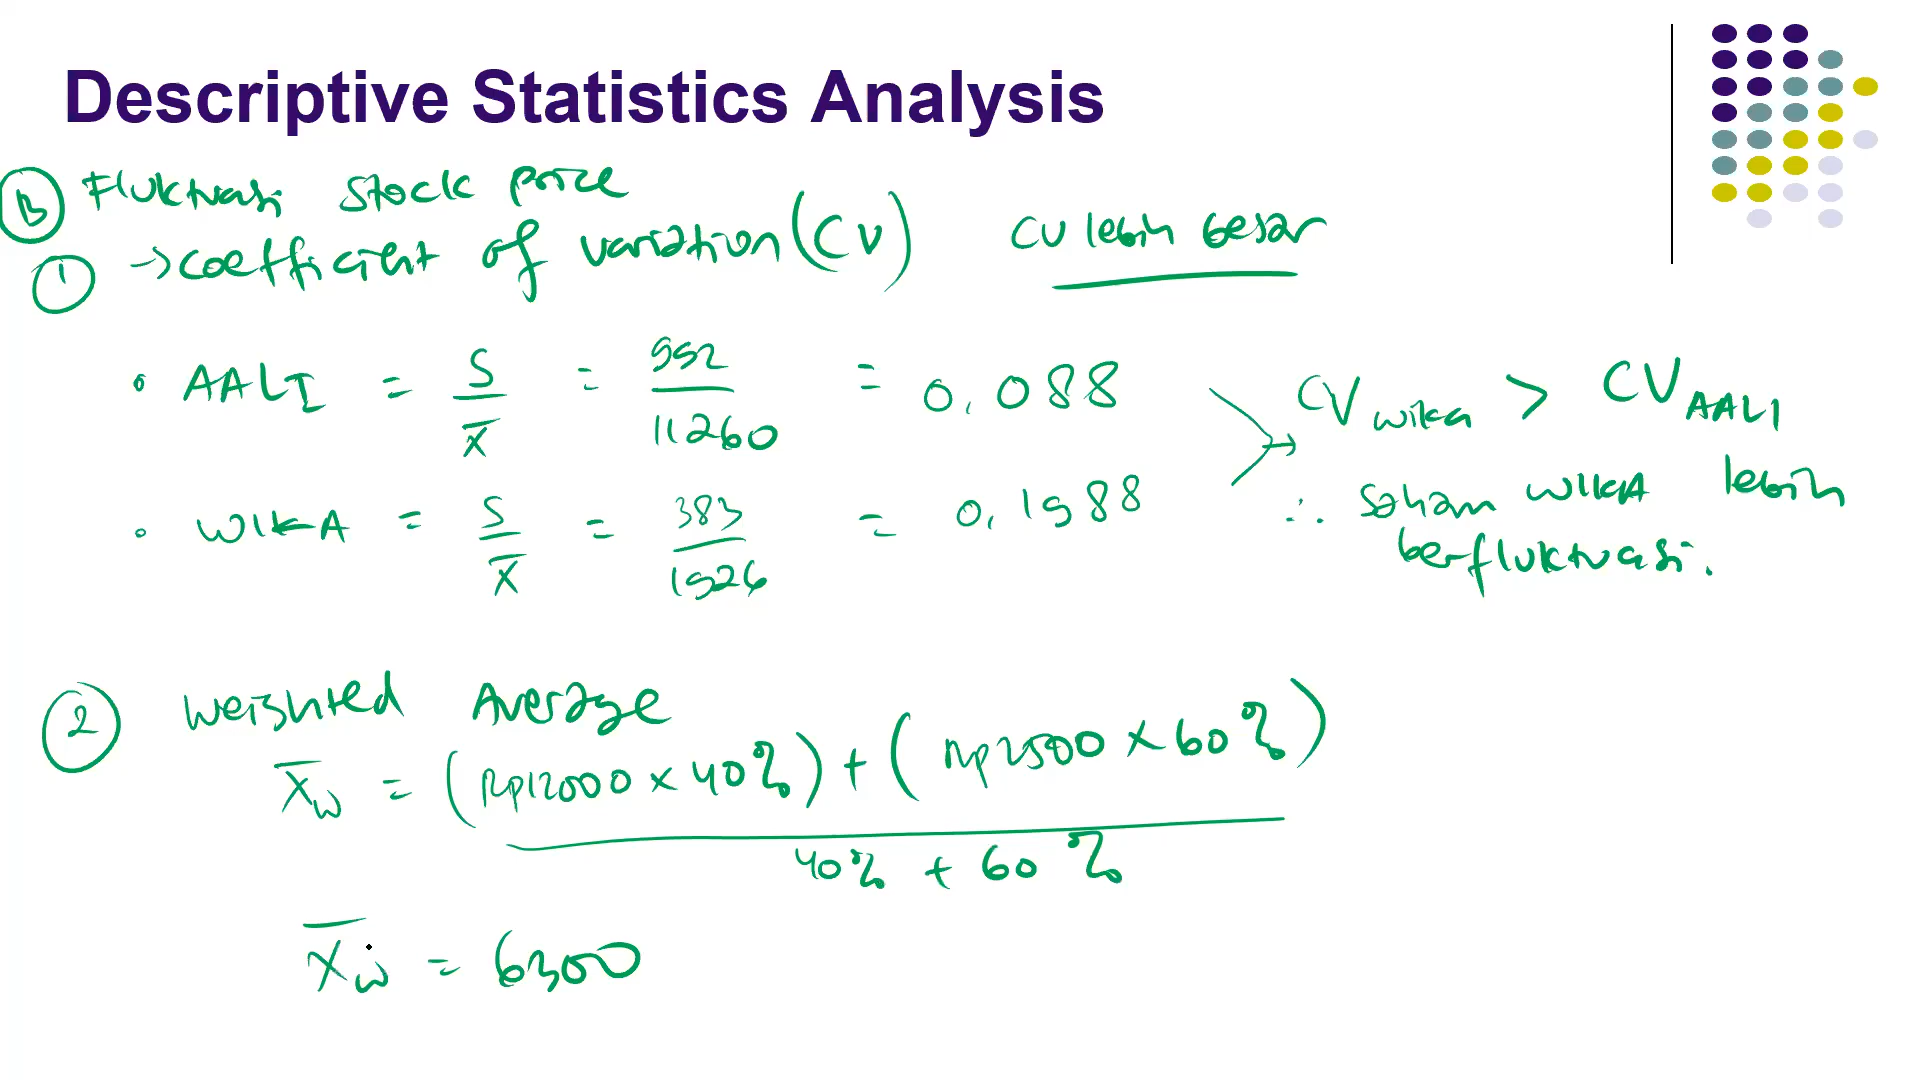 Descriptive Statistics Analysis
B Fluktuasi stock price
1 → coefficient of variation (CV) CV lebih besar
• AALI = S/x̄ = 992/11260 = 0.088
• WIKA = S/x̄ = 383/1926 = 0,1988
CV wika > CV AALI
∴ Saham WIKA lebih
berfluktuasi.
2 Weighted Average
x̄w = (Rp12000 x 40%) + (Rp2500 x 60%)
40% + 60%
x̄w = 6300